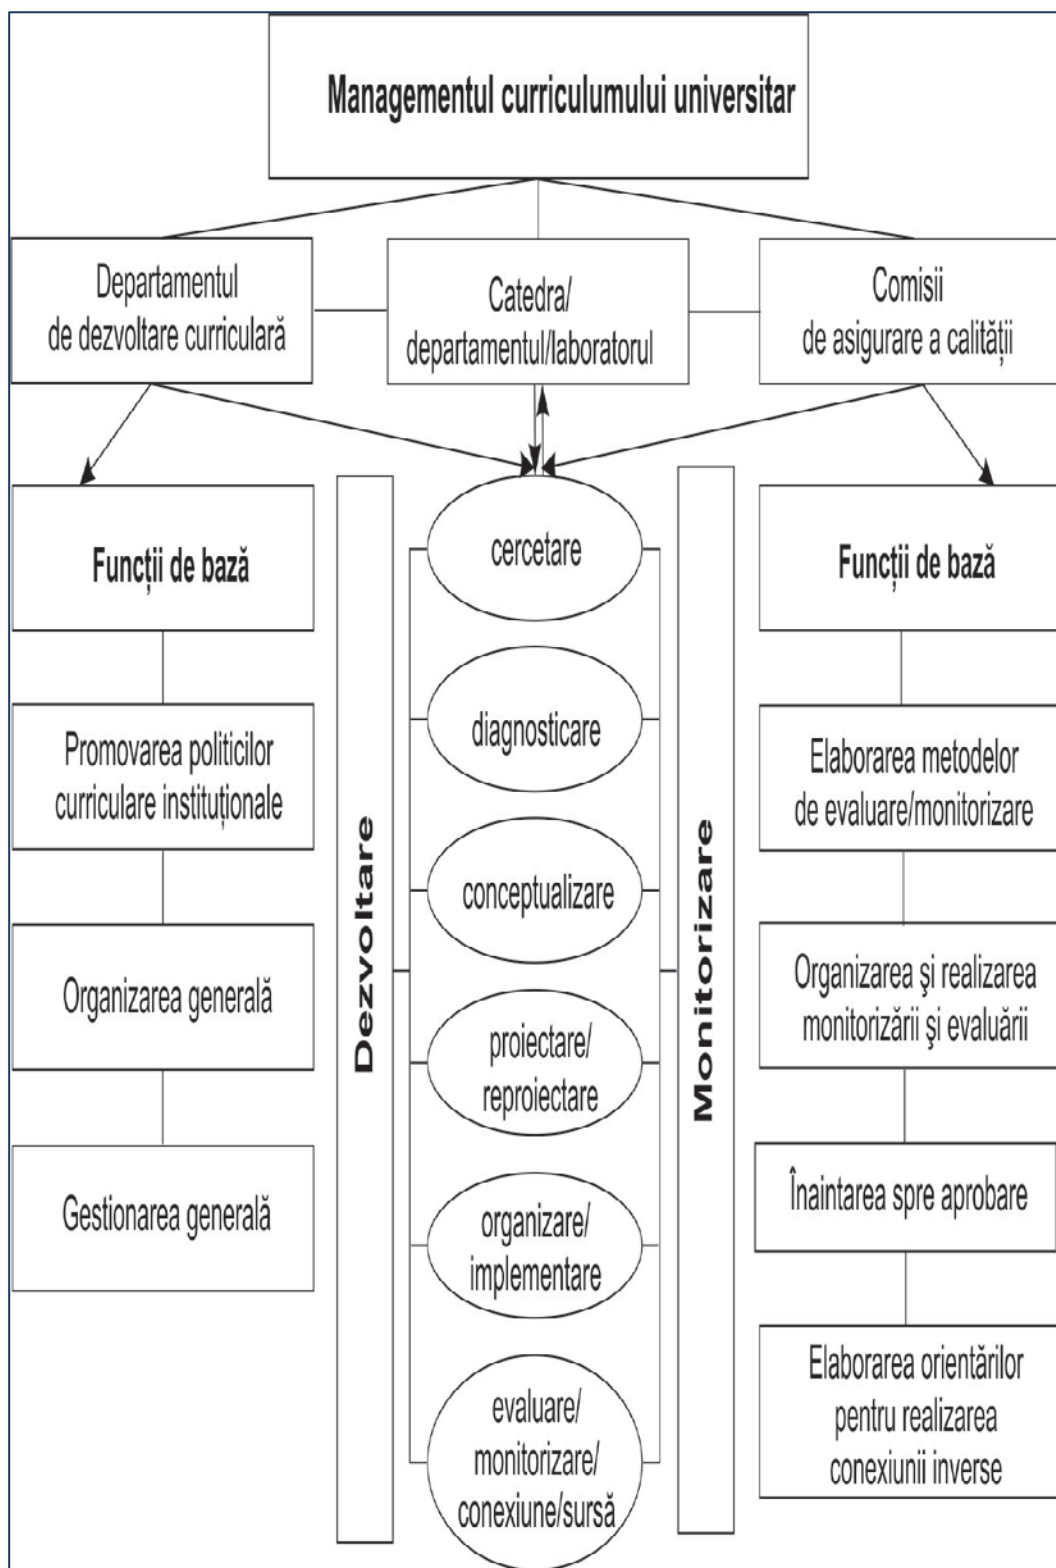 Managementul curriculumului universitar
Departamentul
de dezvoltare curriculară
Catedra/
departamentul/laboratorul
Comisii
de asigurare a calității
Funcții de bază
Promovarea politicilor
curriculare instituționale
Organizarea generală
Gestionarea generală
Dezvoltare
cercetare
diagnosticare
conceptualizare
proiectare/
reproiectare
organizare/
implementare
evaluare/
monitorizare/
conexiune/sursă
Monitorizare
Funcții de bază
Elaborarea metodelor
de evaluare/monitorizare
Organizarea şi realizarea
monitorizării şi evaluării
Înaintarea spre aprobare
Elaborarea orientărilor
pentru realizarea
conexiunii inverse